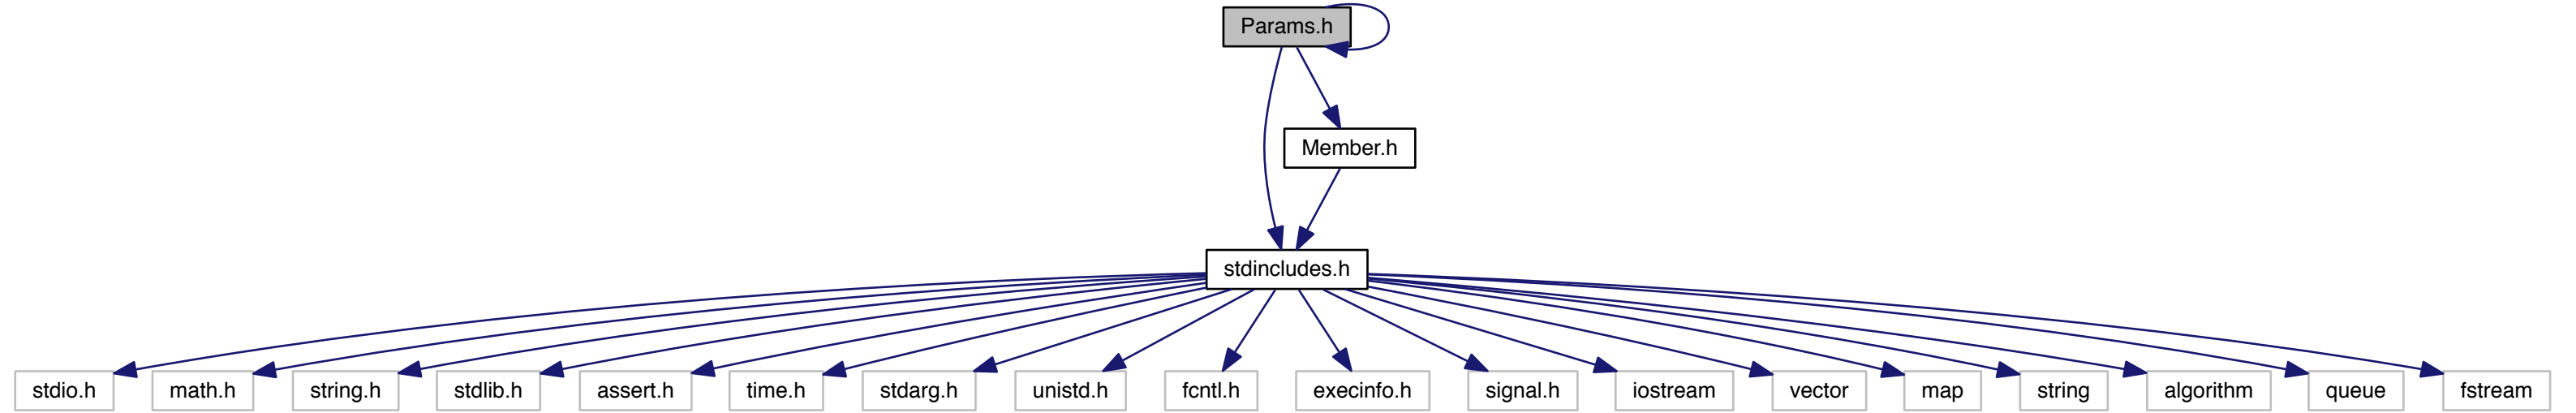 Params.h
Member.h
stdincludes.h
stdio.h
math.h
string.h
stdlib.h
assert.h
time.h
stdarg.h
unistd.h
fcntl.h
execinfo.h
signal.h
iostream
vector
map
string
algorithm
queue
fstream